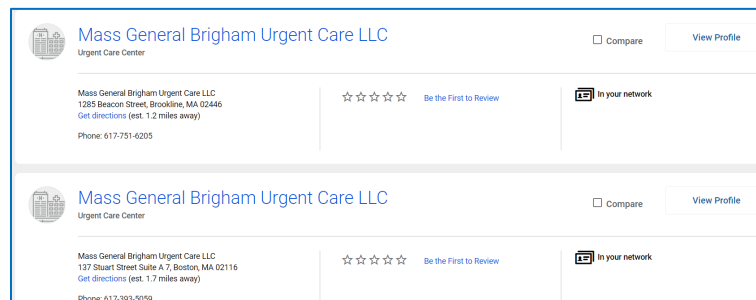 Mass General Brigham Urgent Care LLC
Urgent Care Center
Compare
View Profile
Mass General Brigham Urgent Care LLC
1285 Beacon Street, Brookline, MA 02446
Get directions (est. 1.2 miles away)
Phone: 617-751-6205
Be the First to Review
In your network
Mass General Brigham Urgent Care LLC
Urgent Care Center
Compare
View Profile
Mass General Brigham Urgent Care LLC
137 Stuart Street Suite A 7, Boston, MA 02116
Get directions (est. 1.7 miles away)
Phone: 617-393-5059
Be the First to Review
In your network